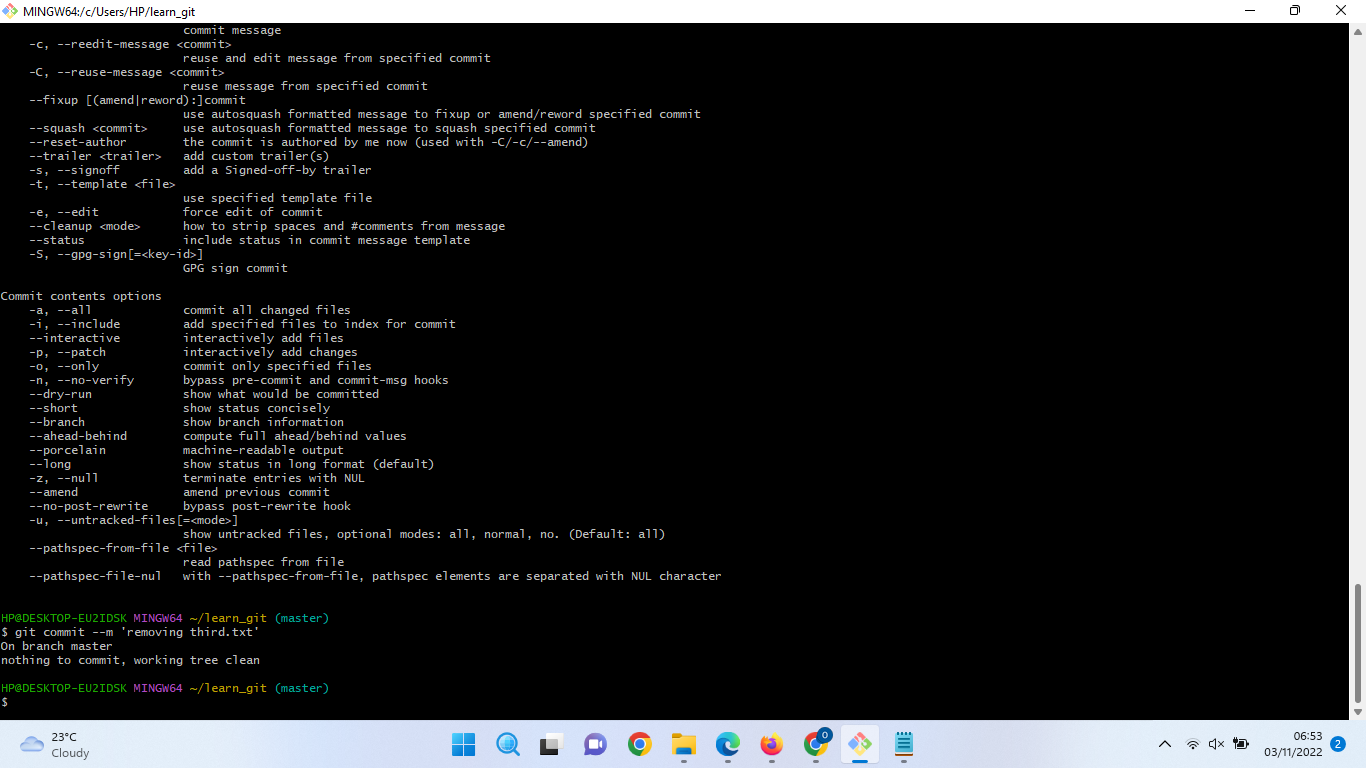 MINGW64:/c/Users/HP/learn_git
commit message
-c, --reedit-message <commit>
reuse and edit message from specified commit
-C, --reuse-message <commit>
reuse message from specified commit
--fixup [(amend|reword):]commit
use autosquash formatted message to fixup or amend/reword specified commit
--squash <commit> use autosquash formatted message to squash specified commit
--reset-author the commit is authored by me now (used with -C/-c/--amend)
--trailer <trailer> add custom trailer(s)
-s, --signoff add a Signed-off-by trailer
-t, --template <file>
use specified template file
-e, --edit force edit of commit
--cleanup <mode> how to strip spaces and #comments from message
--status include status in commit message template
-S, --gpg-sign[=<key-id>]
GPG sign commit
Commit contents options
-a, --all commit all changed files
-i, --include add specified files to index for commit
--interactive interactively add files
-p, --patch interactively add changes
-o, --only commit only specified files
-n, --no-verify bypass pre-commit and commit-msg hooks
--dry-run show what would be committed
--short show status concisely
--branch show branch information
--ahead-behind compute full ahead/behind values
--porcelain machine-readable output
--long show status in long format (default)
-z, --null terminate entries with NUL
--amend amend previous commit
--no-post-rewrite bypass post-rewrite hook
-u, --untracked-files[=<mode>]
show untracked files, optional modes: all, normal, no. (Default: all)
--pathspec-from-file <file>
read pathspec from file
--pathspec-file-nul with --pathspec-from-file, pathspec elements are separated with NUL character
HP@DESKTOP-EU2IDSK MINGW64 ~/learn_git (master)
$ git commit --m 'removing third.txt'
On branch master
nothing to commit, working tree clean
HP@DESKTOP-EU2IDSK MINGW64 ~/learn_git (master)
$
23°C
Cloudy
0
06:53
03/11/2022
2